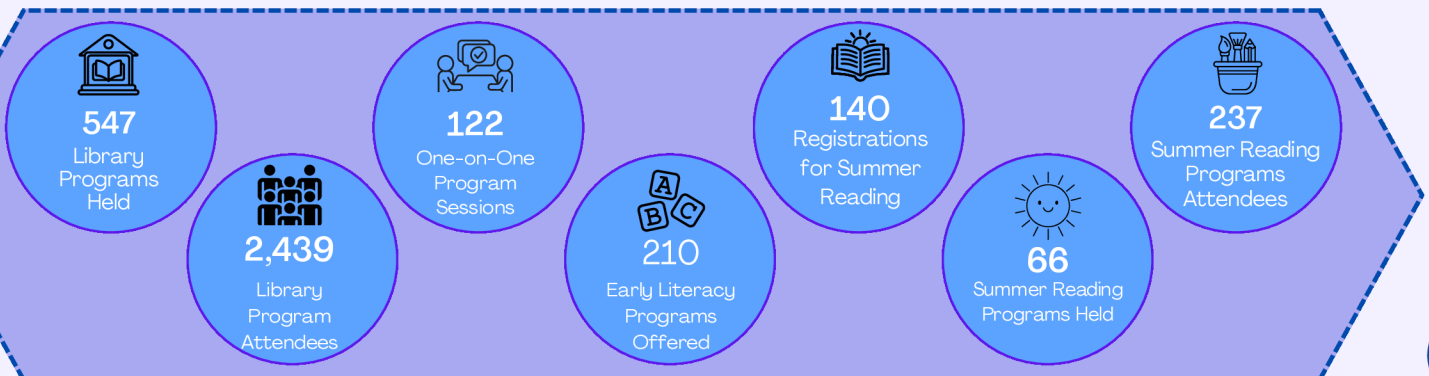 547
Library
Programs
Held
2,439
Library
Program
Attendees
122
One-on-One
Program
Sessions
A
B C
210
Early Literacy
Programs
Offered
140
Registrations
for Summer
Reading
66
Summer Reading
Programs Held
237
Summer Reading
Programs
Attendees